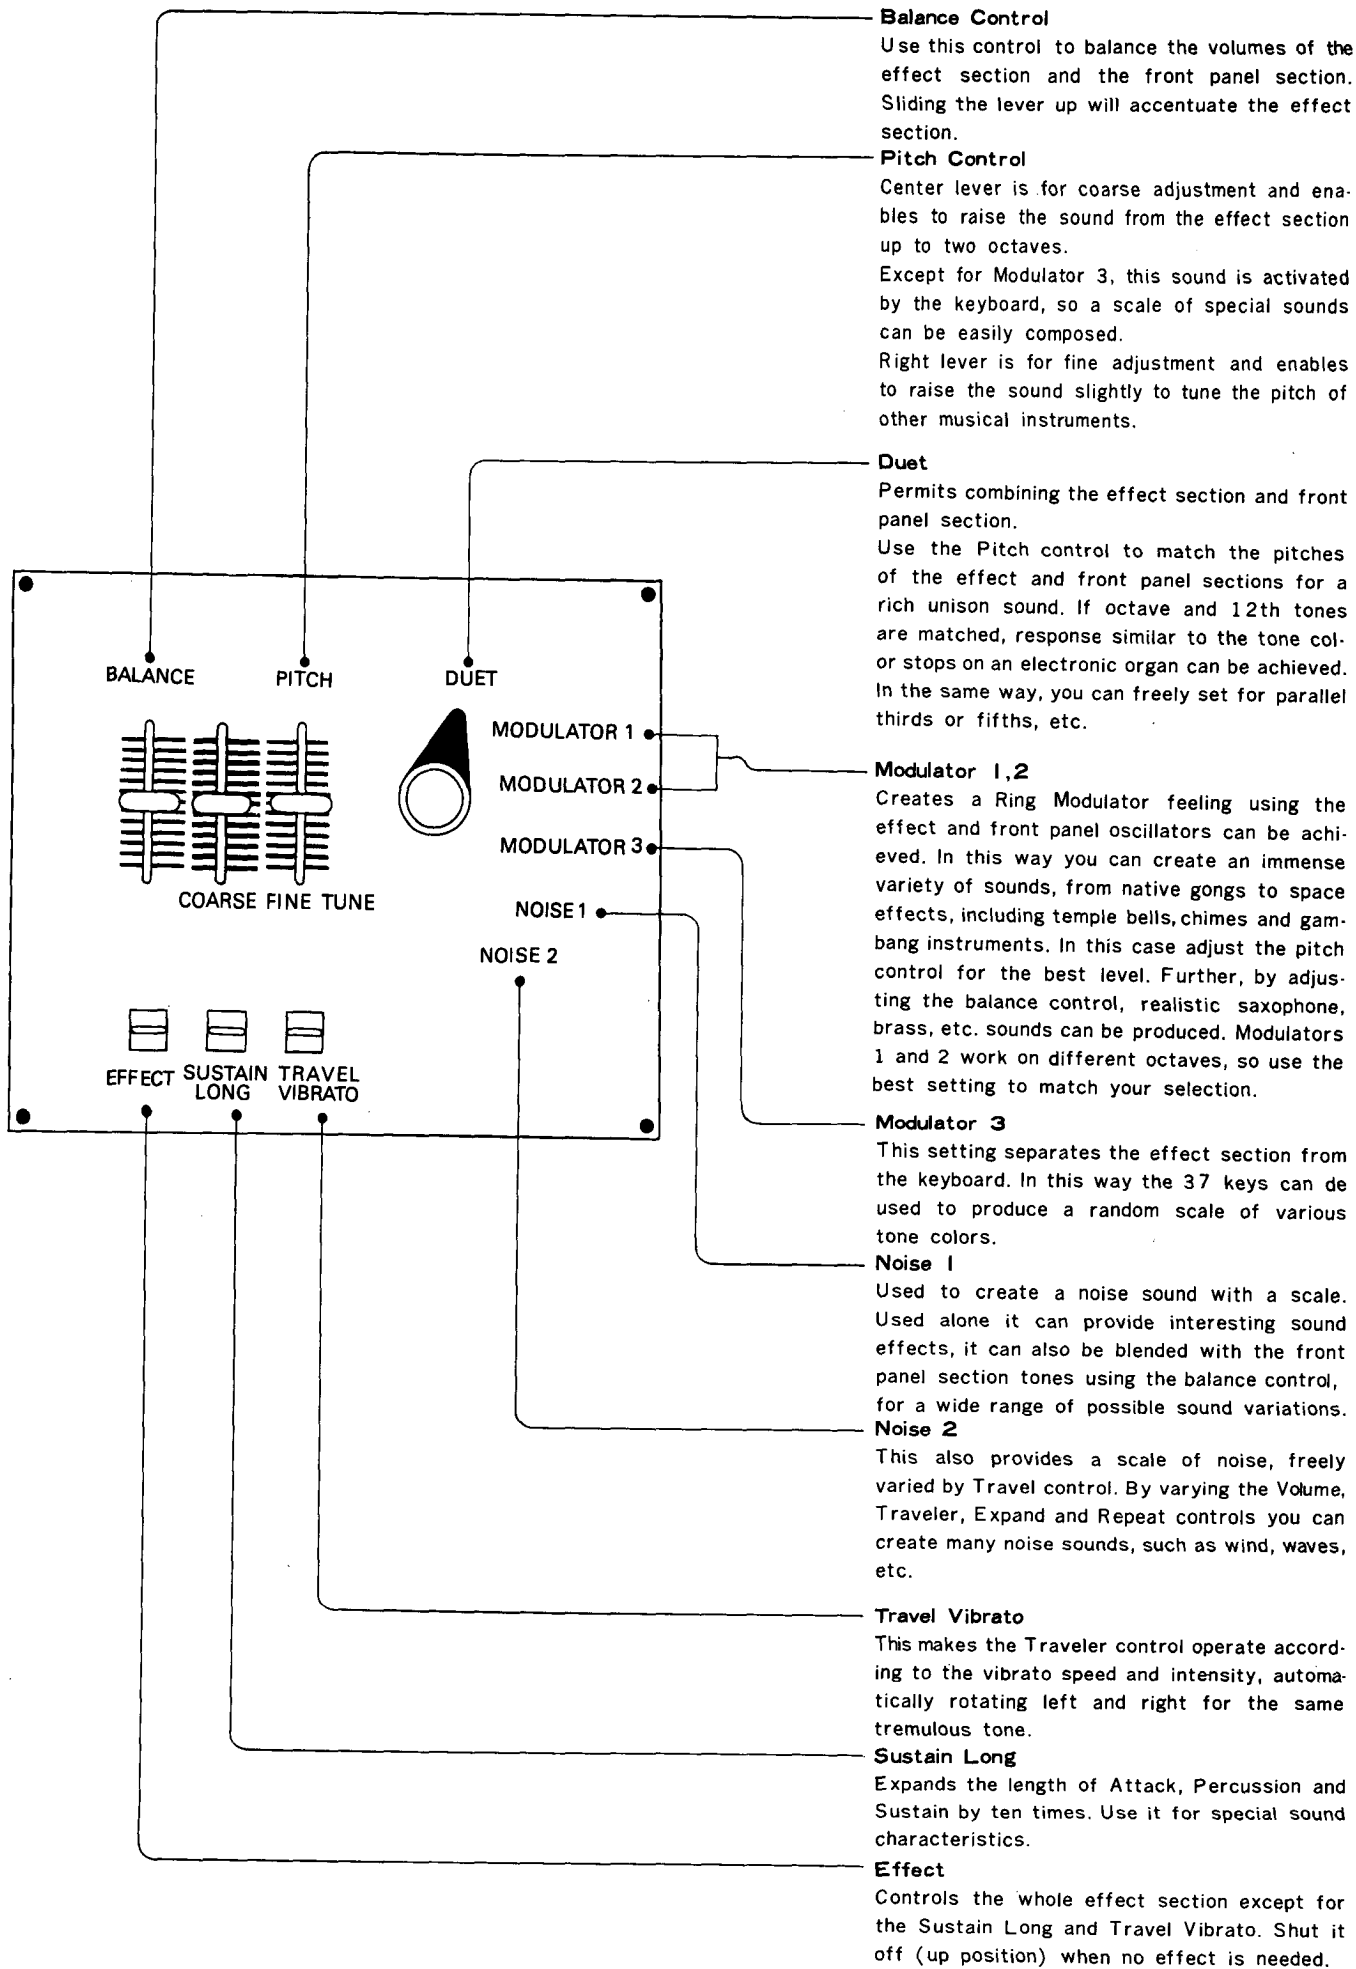 Balance Control
Use this control to balance the volumes of the
effect section and the front panel section.
Sliding the lever up will accentuate the effect
section.
Pitch Control
Center lever is for coarse adjustment and ena-
bles to raise the sound from the effect section
up to two octaves.
Except for Modulator 3, this sound is activated
by the keyboard, so a scale of special sounds
can be easily composed.
Right lever is for fine adjustment and enables
to raise the sound slightly to tune the pitch of
other musical instruments.
Duet
Permits combining the effect section and front
panel section.
Use the Pitch control to match the pitches
of the effect and front panel sections for a
rich unison sound. If octave and 12th tones
are matched, response similar to the tone col-
or stops on an electronic organ can be achieved.
In the same way, you can freely set for parallel
thirds or fifths, etc.
BALANCE
PITCH
DUET
MODULATOR 1
MODULATOR 2
MODULATOR 3
COARSE FINE TUNE
NOISE 1
NOISE 2
EFFECT
SUSTAIN
LONG
TRAVEL
VIBRATO
Modulator 1,2
Creates a Ring Modulator feeling using the
effect and front panel oscillators can be achi-
eved. In this way you can create an immense
variety of sounds, from native gongs to space
effects, including temple bells, chimes and gam-
bang instruments. In this case adjust the pitch
control for the best level. Further, by adjus-
ting the balance control, realistic saxophone,
brass, etc. sounds can be produced. Modulators
1 and 2 work on different octaves, so use the
best setting to match your selection.
Modulator 3
This setting separates the effect section from
the keyboard. In this way the 37 keys can de
used to produce a random scale of various
tone colors.
Noise 1
Used to create a noise sound with a scale.
Used alone it can provide interesting sound
effects, it can also be blended with the front
panel section tones using the balance control,
for a wide range of possible sound variations.
Noise 2
This also provides a scale of noise, freely
varied by Travel control. By varying the Volume,
Traveler, Expand and Repeat controls you can
create many noise sounds, such as wind, waves,
etc.
Travel Vibrato
This makes the Traveler control operate accord-
ing to the vibrato speed and intensity, automa-
tically rotating left and right for the same
tremulous tone.
Sustain Long
Expands the length of Attack, Percussion and
Sustain by ten times. Use it for special sound
characteristics.
Effect
Controls the whole effect section except for
the Sustain Long and Travel Vibrato. Shut it
off (up position) when no effect is needed.